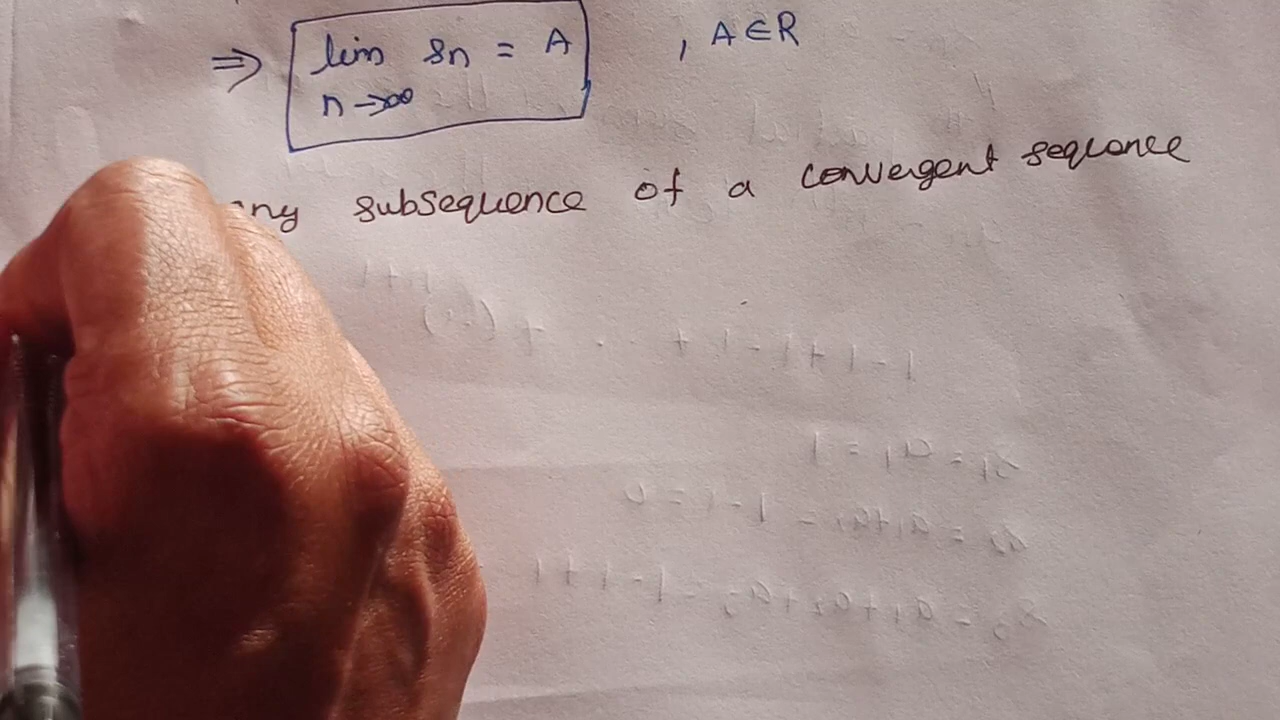 ⇒ lim sn = A , A ∈ R
n→∞
any subsequence of a convergent sequence